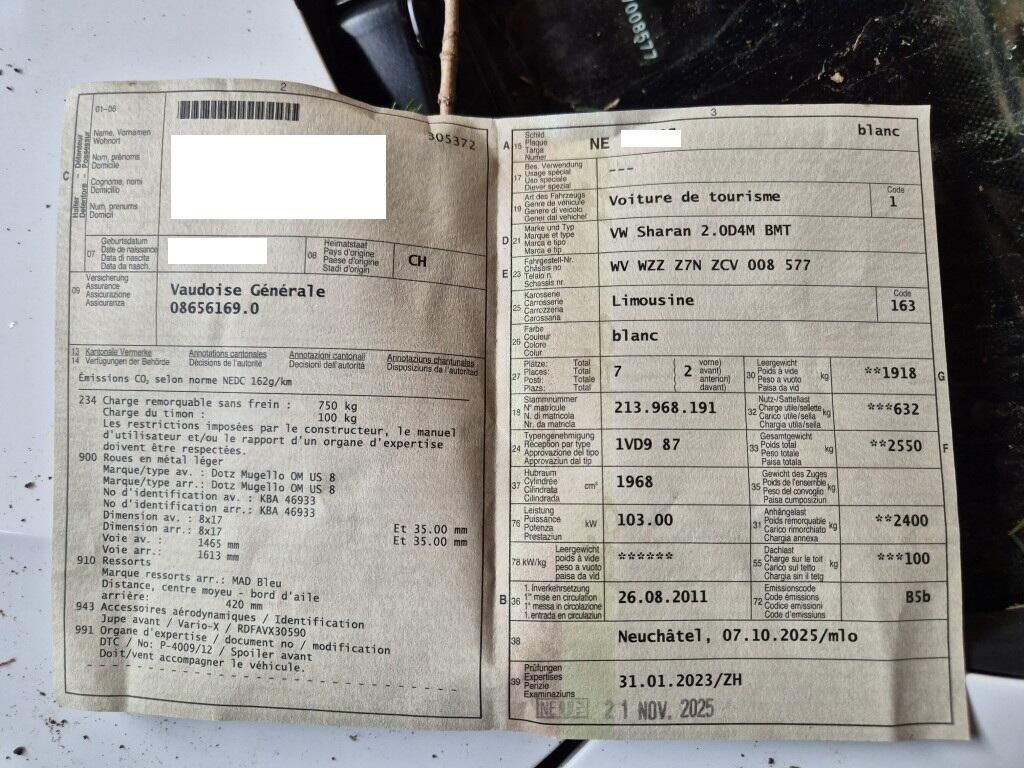 /008577
2
01-06
305372
Halter - Détenteur
Detentore - Possessur
C
Name, Vornamen
Wohnort
Nom, prénoms
Domicile
Cognome, nomi
Domicilio
Num, prenums
Domicil
07
Geburtsdatum
Date de naissance
Data di nascita
Data da nasch.
08
Heimatstaat
Pays d'origine
Paese d'origine
Stadi d'origin
CH
09
Versicherung
Assurance
Assicurazione
Assicuranza
Vaudoise Générale
08656169.0
13 Kantonale Vermerke Annotations cantonales Annotazioni cantonali Annotaziuns chantunalas
14 Verfügungen der Behörde Décisions de l'autorité Decisioni dell'autorità Disposiziuns da l'autoritad
Émissions CO₂ selon norme NEDC 162g/km
234 Charge remorquable sans frein : 750 kg
Charge du timon : 100 kg
Les restrictions imposées par le constructeur, le manuel
d'utilisateur et/ou le rapport d'un organe d'expertise
doivent être respectées.
900 Roues en métal léger
Marque/type av. : Dotz Mugello OM US 8
Marque/type arr.: Dotz Mugello OM US 8
No d'identification av. : KBA 46933
No d'identification arr.: KBA 46933
Dimension av. : 8x17 Et 35.00 mm
Dimension arr.: 8x17 Et 35.00 mm
Voie av.: 1465 mm
Voie arr.: 1613 mm
910 Ressorts
Marque ressorts arr.: MAD Bleu
Distance, centre moyeu - bord d'aile
arrière: 420 mm
943 Accessoires aérodynamiques / Identification
Jupe avant / Vario-X / RDFAVX30590
991 Organe d'expertise / document no / modification
DTC / No: P-4009/12 / Spoiler avant
Doit/vent accompagner le véhicule.
3
A 15
Schild
Plaque
Targa
Numer
NE blanc
17
Bes. Verwendung
Usage spécial
Uso speciale
Diever spezial
---
19
Art des Fahrzeugs
Genre de véhicule
Genere di veicolo
Gener dal vehichel
Voiture de tourisme
Code
1
D 21
Marke und Typ
Marque et type
Marca e tipo
Marca e tip
VW Sharan 2.0D4M BMT
E 23
Fahrgestell-Nr.
Châssis no
Telaio n.
Schassis nr.
WV WZZ Z7N ZCV 008 577
25
Karosserie
Carrosserie
Carrozzeria
Carossaria
Limousine
Code
163
26
Farbe
Couleur
Colore
Colur
blanc
27
Plätze: Total
Places: Total
Posti: Totale
Plazs: Total
7
2
vorne)
avant)
anteriori)
davant)
30
Leergewicht
Poids à vide
Peso a vuoto
Paisa da vid
kg
**1918
G
18
Stammnummer
N° matricule
N. di matricola
Nr. da matricla
213.968.191
32
Nutz-/Sattellast
Charge utile/sellette
Carico utile/sella
Chargia utila/sella
kg
***632
24
Typengenehmigung
Réception par type
Approvazione del tipo
Approvaziun dal tip
1VD9 87
33
Gesamtgewicht
Poids total
Peso totale
Paisa totala
kg
**2550
F
37
Hubraum
Cylindrée
Cilindrata
Cilindrada
cm³
1968
35
Gewicht des Zuges
Poids de l'ensemble
Peso del convoglio
Paisa cumposiziun
kg
76
Leistung
Puissance
Potenza
Prestaziun
kW
103.00
31
Anhängelast
Poids remorquable
Carico rimorchiato
Chargia annexa
kg
**2400
78 kW/kg
Leergewicht
poids à vide
peso a vuoto
paisa da vid
******
55
Dachlast
Charge sur le toit
Carico sul tetto
Chargia sin il tetg
kg
***100
B 36
1. Inverkehrsetzung
1re mise en circulation
1a messa in circolazione
1. entrada en circulaziun
26.08.2011
72
Emissionscode
Code émissions
Codice emissioni
Code d'emissiuns
B5b
38
Neuchâtel, 07.10.2025/mlo
39
Prüfungen
Expertises
Perizie
Examinaziuns
31.01.2023/ZH
21 NOV. 2025